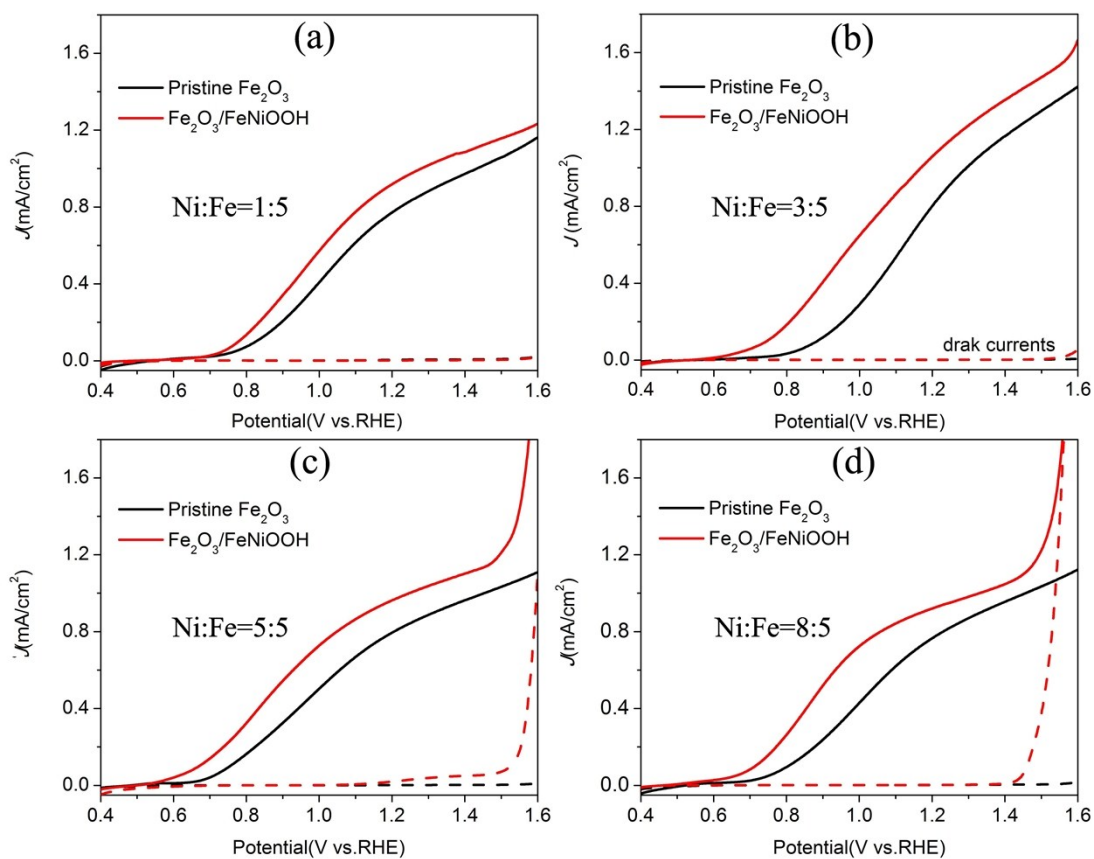 (a)
Pristine Fe₂O₃
Fe₂O₃/FeNiOOH
Ni:Fe=1:5
J(mA/cm²)
1.6
1.2
0.8
0.4
0.0
0.4 0.6 0.8 1.0 1.2 1.4 1.6
Potential(V vs.RHE)
(b)
Pristine Fe₂O₃
Fe₂O₃/FeNiOOH
Ni:Fe=3:5
drak currents
J (mA/cm²)
1.6
1.2
0.8
0.4
0.0
0.4 0.6 0.8 1.0 1.2 1.4 1.6
Potential(V vs.RHE)
(c)
Pristine Fe₂O₃
Fe₂O₃/FeNiOOH
Ni:Fe=5:5
J(mA/cm²)
1.6
1.2
0.8
0.4
0.0
0.4 0.6 0.8 1.0 1.2 1.4 1.6
Potential(V vs.RHE)
(d)
Pristine Fe₂O₃
Fe₂O₃/FeNiOOH
Ni:Fe=8:5
J(mA/cm²)
1.6
1.2
0.8
0.4
0.0
0.4 0.6 0.8 1.0 1.2 1.4 1.6
Potential(V vs.RHE)